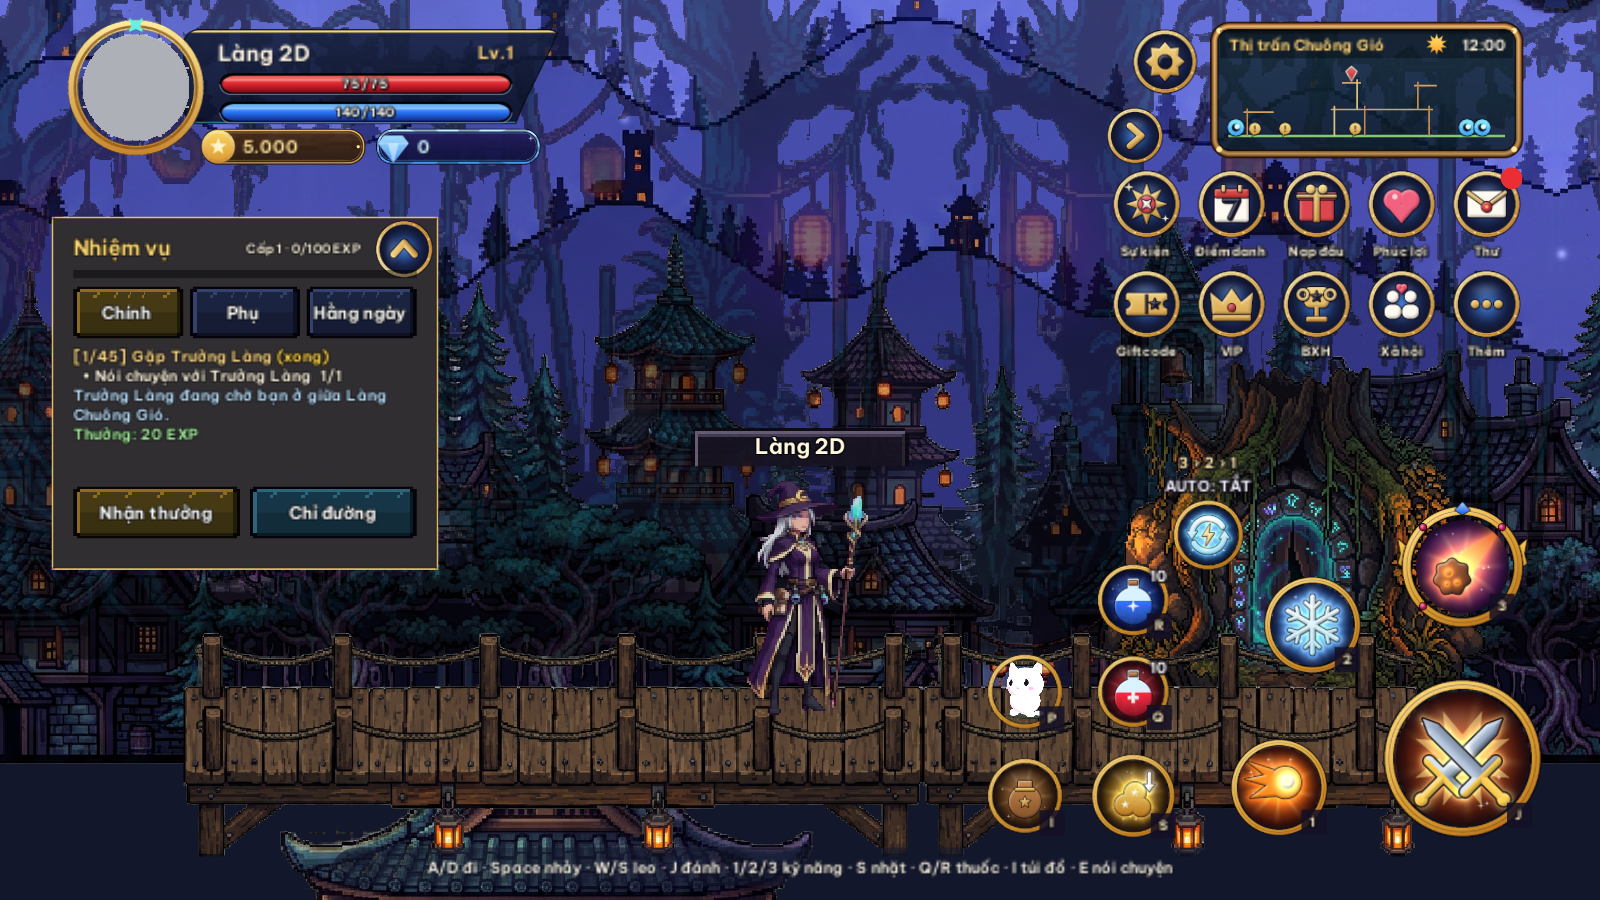 Làng 2D
Lv.1
75/75
140/140
5.000
0
Thị trấn Chuông Gió
12:00
7
Sự kiện
Điểm danh
Nạp đầu
Phúc lợi
Thư
Giftcode
VIP
BXH
Xã hội
Thêm
Nhiệm vụ
Cấp 1 - 0/100 EXP
Chính
Phụ
Hằng ngày
[1/45] Gặp Trưởng Làng (xong)
• Nói chuyện với Trưởng Làng 1/1
Trưởng Làng đang chờ bạn ở giữa Làng
Chuông Gió.
Thưởng: 20 EXP
Nhận thưởng
Chỉ đường
Làng 2D
3 › 2 › 1
AUTO: TẮT
10
R
3
2
10
P
Q
I
S
1
J
A/D đi - Space nhảy - W/S leo - J đánh - 1/2/3 kỹ năng - S nhặt - Q/R thuốc - I túi đồ - E nói chuyện